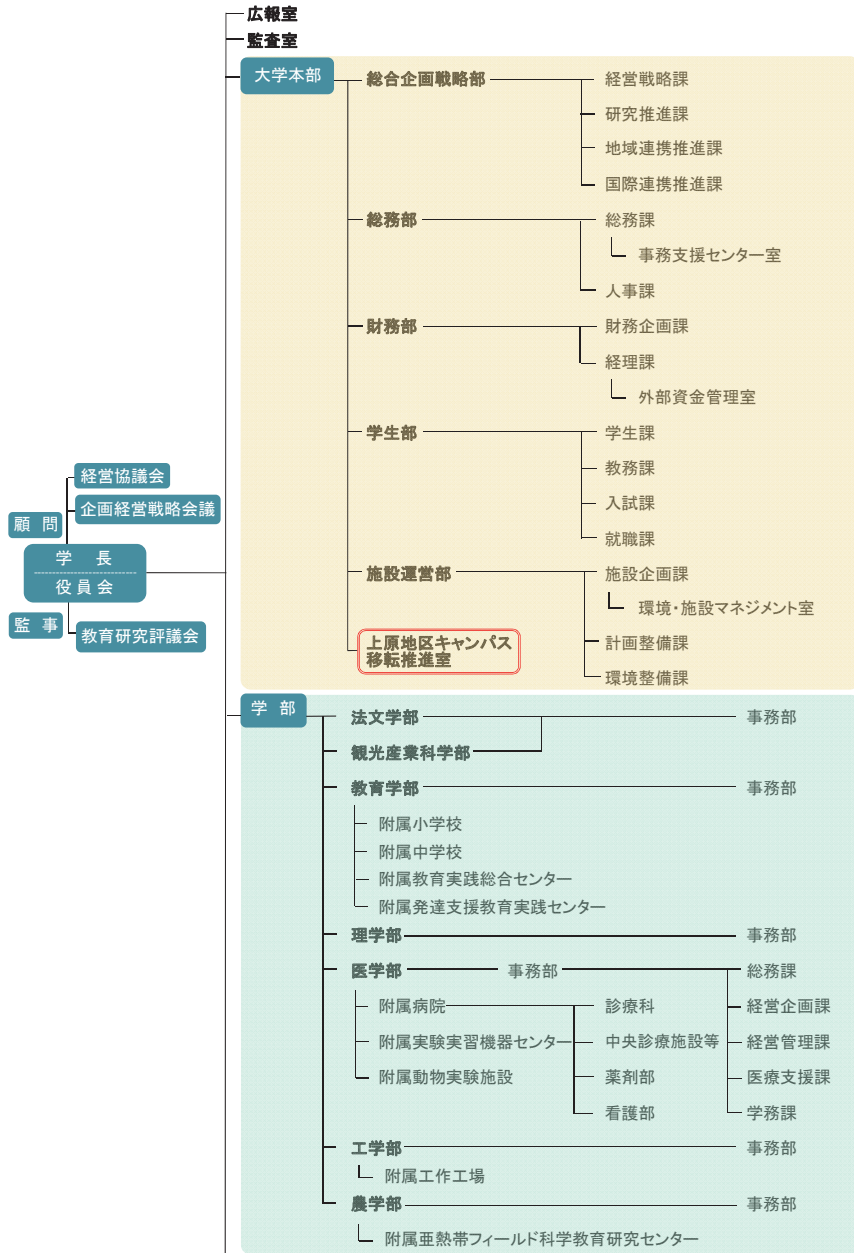 広報室
監査室
大学本部
総合企画戦略部
経営戦略課
研究推進課
地域連携推進課
国際連携推進課
総務部
総務課
事務支援センター室
人事課
財務部
財務企画課
経理課
外部資金管理室
学生部
学生課
教務課
入試課
就職課
経営協議会
企画経営戦略会議
顧 問
学 長
役員会
監 事
教育研究評議会
施設運営部
施設企画課
環境・施設マネジメント室
計画整備課
環境整備課
上原地区キャンパス
移転推進室
学 部
法文学部
事務部
観光産業科学部
教育学部
事務部
附属小学校
附属中学校
附属教育実践総合センター
附属発達支援教育実践センター
理学部
事務部
医学部
事務部
総務課
附属病院
診療科
経営企画課
附属実験実習機器センター
中央診療施設等
経営管理課
附属動物実験施設
薬剤部
医療支援課
看護部
学務課
工学部
事務部
附属工作工場
農学部
事務部
附属亜熱帯フィールド科学教育研究センター